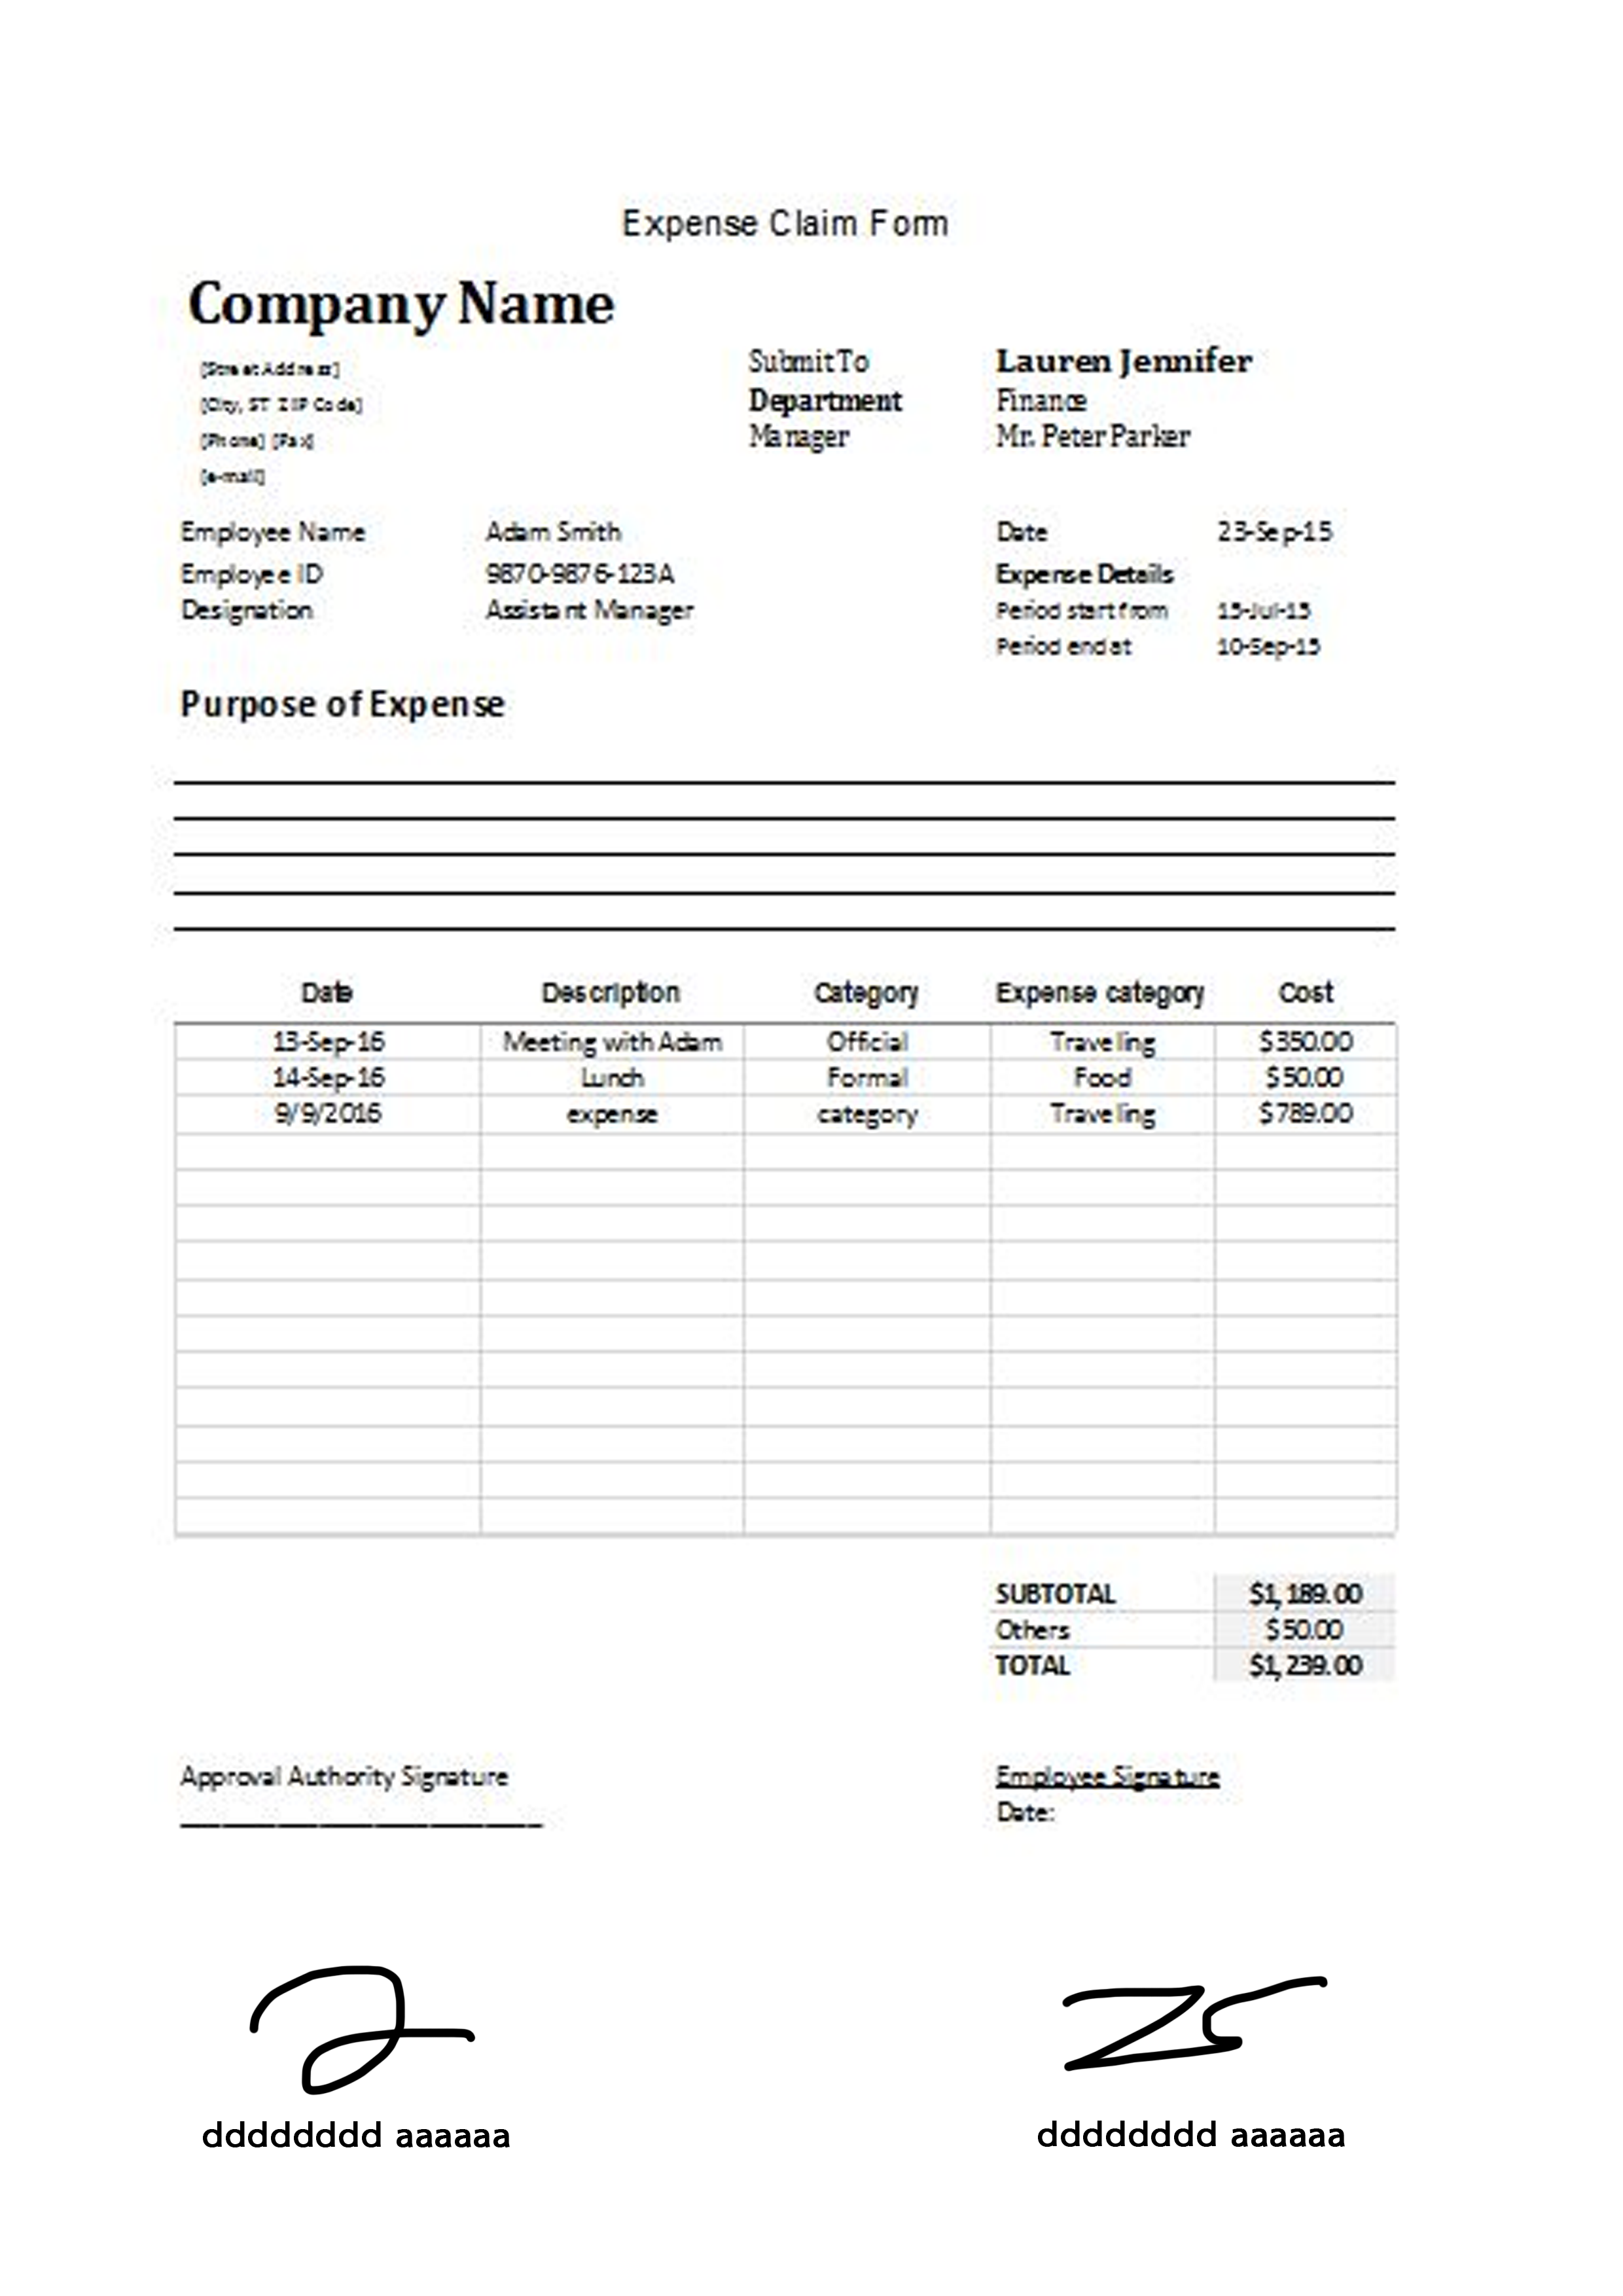 Expense Claim Form
Company Name
[Street Address]
[City, ST ZIP Code]
[Phone] [Fax]
[e-mail]
Submit To Lauren Jennifer
Department Finance
Manager Mr. Peter Parker
Employee Name Adam Smith Date 23-Sep-15
Employee ID 9870-9876-123A Expense Details
Designation Assistant Manager Period start from 15-Jul-15
Period end at 10-Sep-15
Purpose of Expense
Date Description Category Expense category Cost
13-Sep-16 Meeting with Adam Official Traveling $350.00
14-Sep-16 Lunch Formal Food $50.00
9/9/2016 expense category Traveling $789.00
SUBTOTAL $1,189.00
Others $50.00
TOTAL $1,239.00
Approval Authority Signature Employee Signature
Date:
dddddddd aaaaaa dddddddd aaaaaa